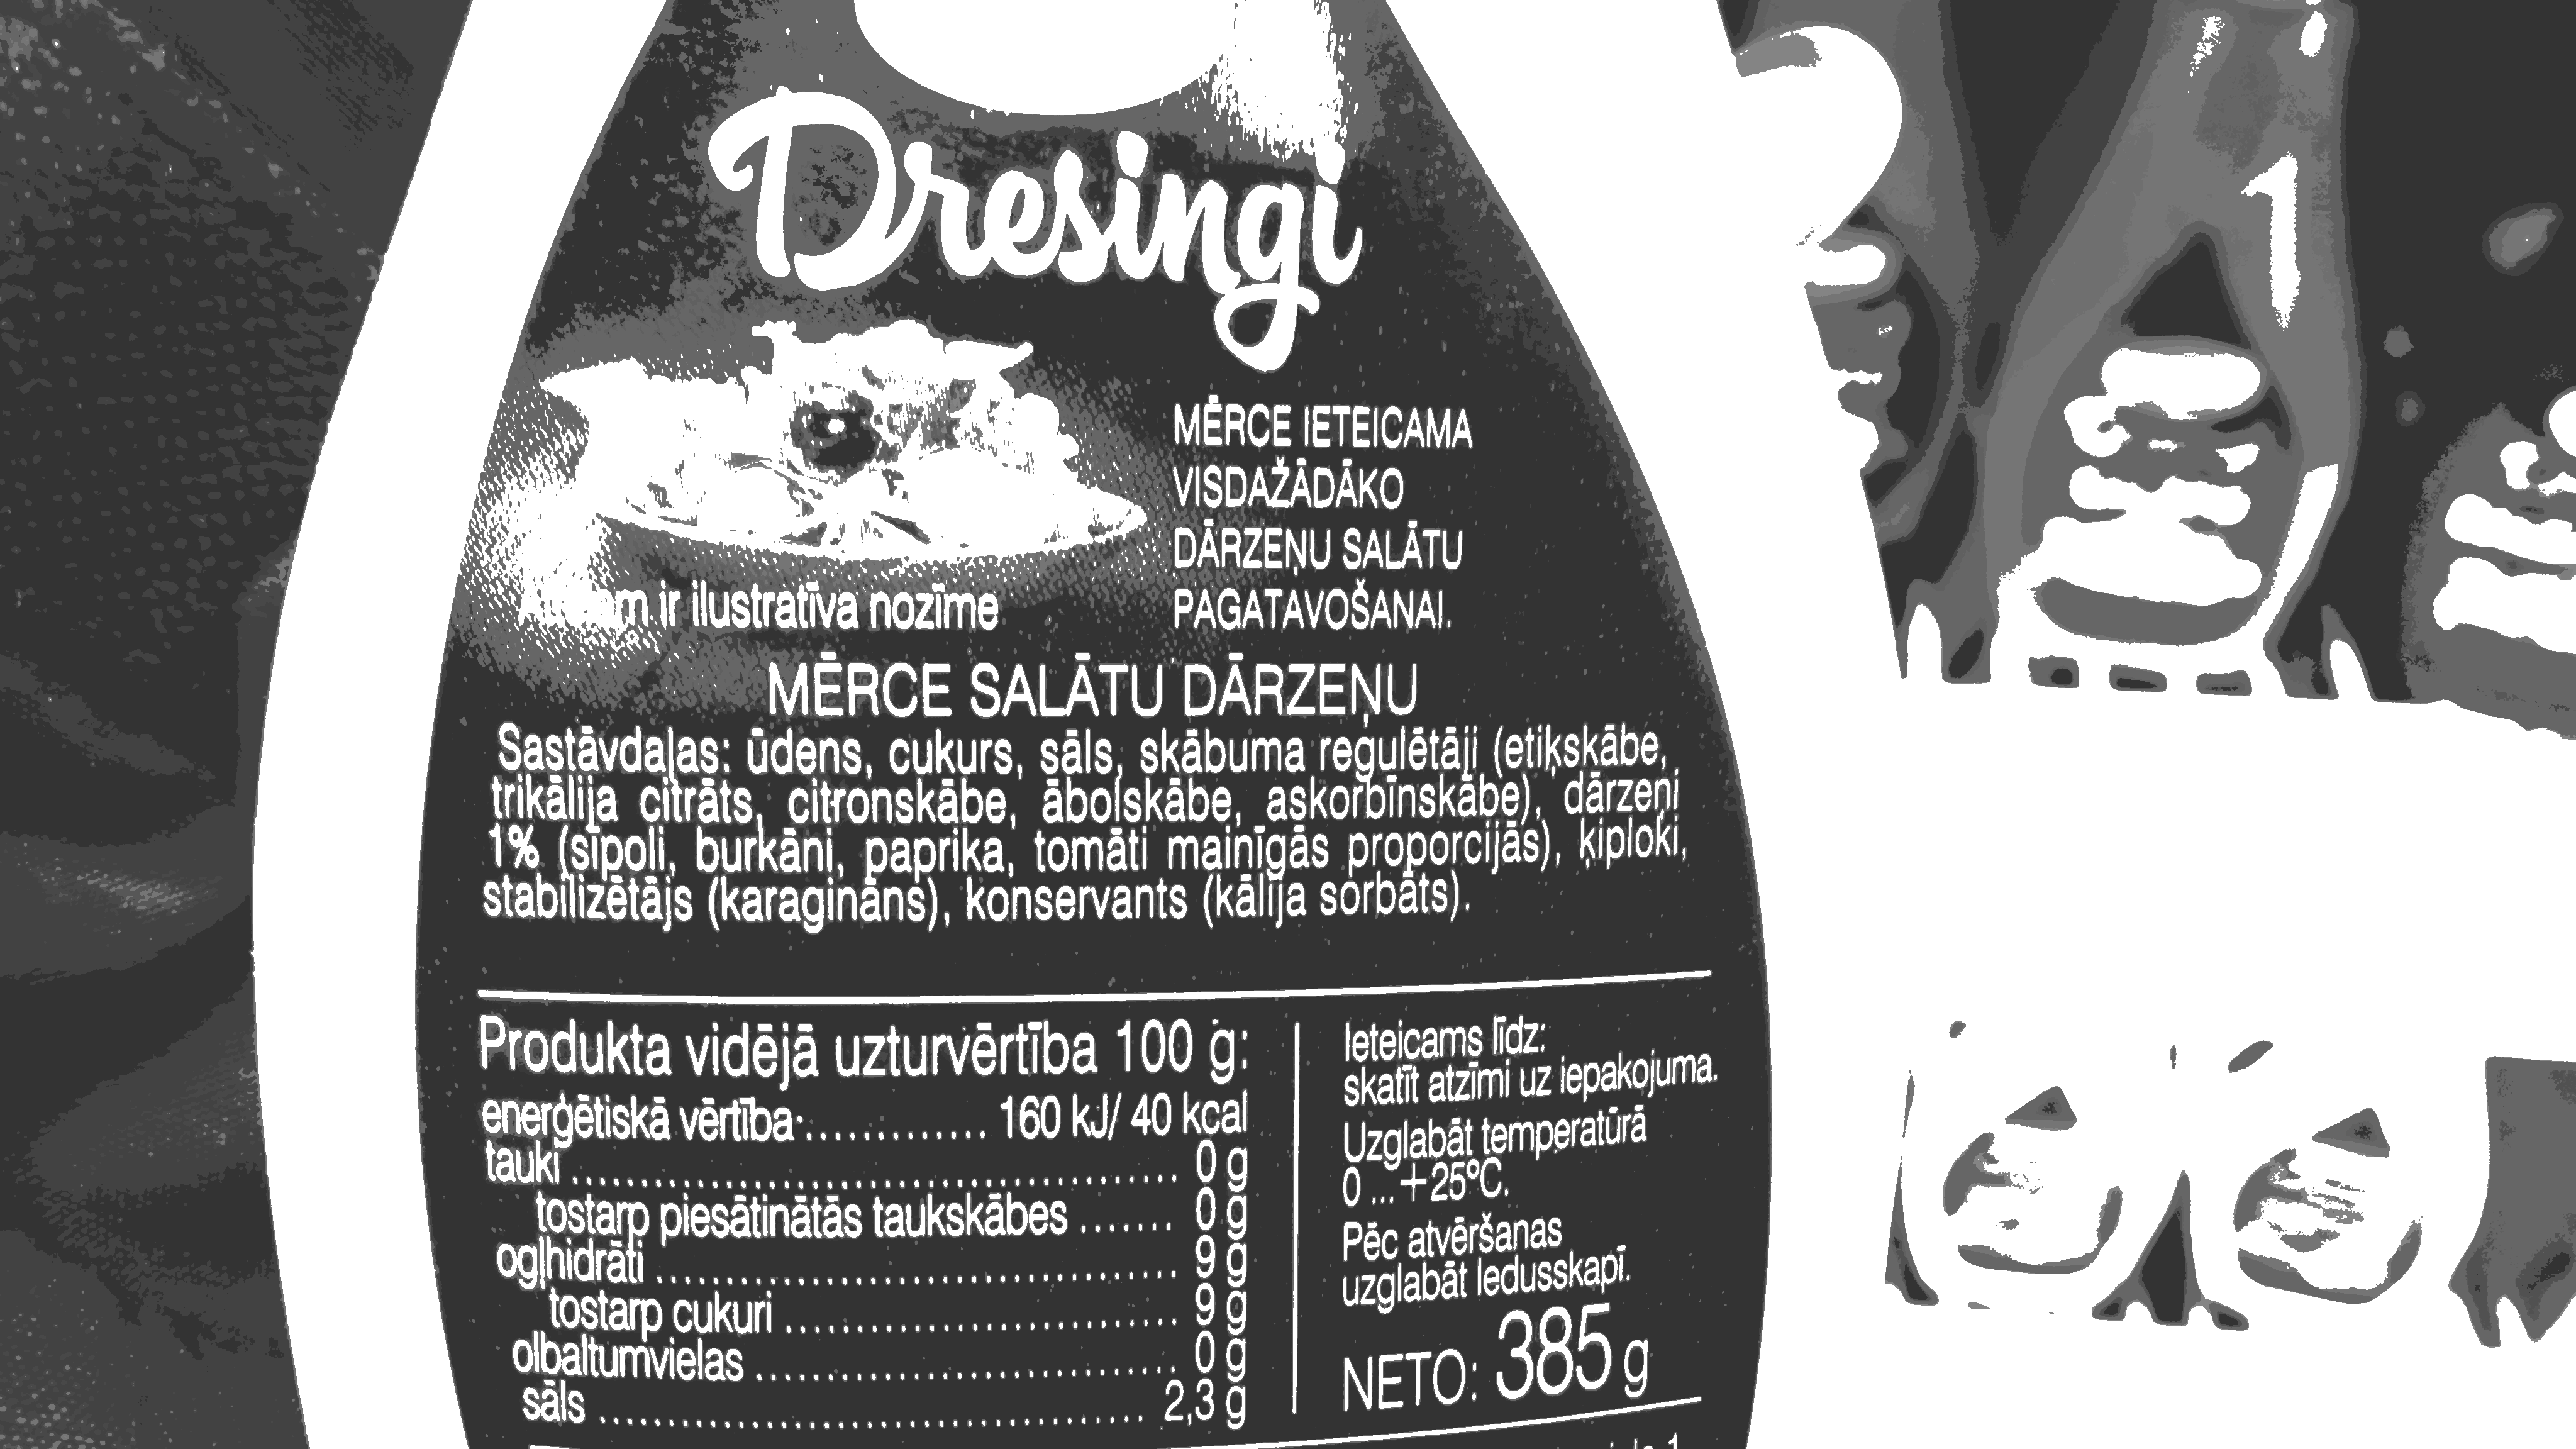 Dresingi
MĒRCE IETEICAMA
VISDAŽĀDĀKO
DĀRZEŅU SALĀTU
PAGATAVOŠANAI.
ir ilustratīva nozīme
MĒRCE SALĀTU DĀRZEŅU
Sastāvdaļas: ūdens, cukurs, sāls, skābuma regulētāji (etiķskābe,
trikālija citrāts, citronskābe, ābolskābe, askorbīnskābe), dārzeņi
1% (sīpoli, burkāni, paprika, tomāti mainīgās proporcijās), ķiploki,
stabilizētājs (karagināns), konservants (kālija sorbāts).
Produkta vidējā uzturvērtība 100 g:
enerģētiskā vērtība:............. 160 kJ/ 40 kcal
tauki .......................................... 0 g
tostarp piesātinātās taukskābes ....... 0 g
ogļhidrāti .................................... 9 g
tostarp cukuri ............................ 9 g
olbaltumvielas ............................. 0 g
sāls ..................................... 2,3 g
Ieteicams līdz:
skatīt atzīmi uz iepakojuma.
Uzglabāt temperatūrā
0 ... +25°C.
Pēc atvēršanas
uzglabāt ledusskapī.
NETO: 385 g
1